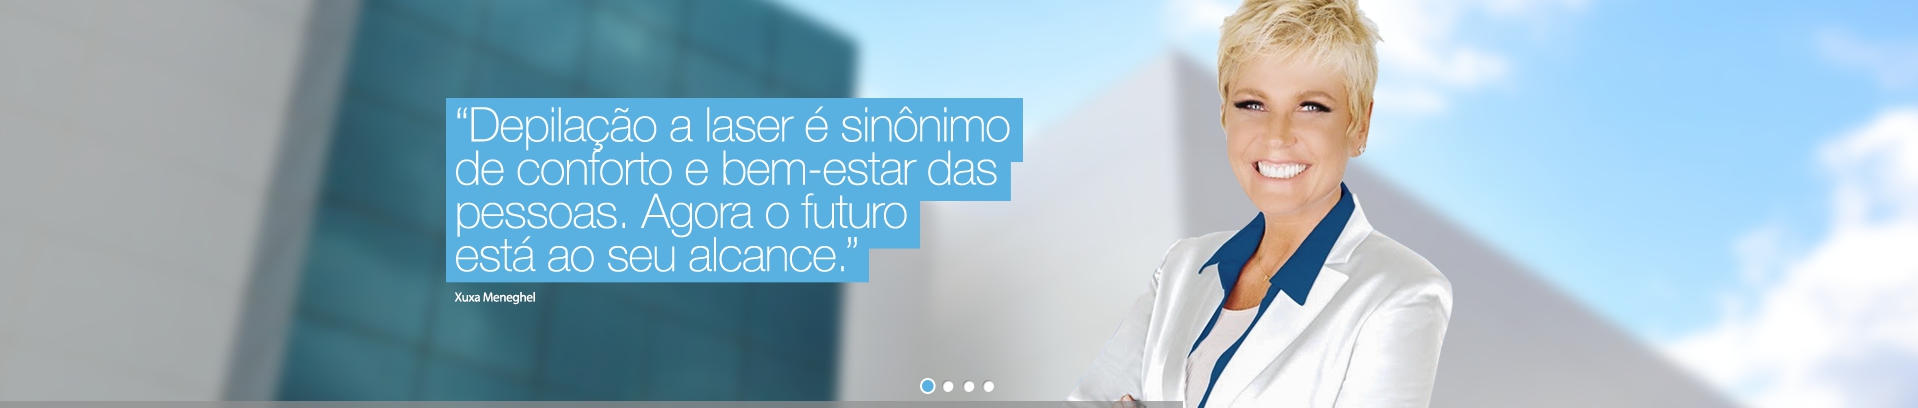 “Depilação a laser é sinônimo
de conforto e bem-estar das
pessoas. Agora o futuro
está ao seu alcance.”
Xuxa Meneghel